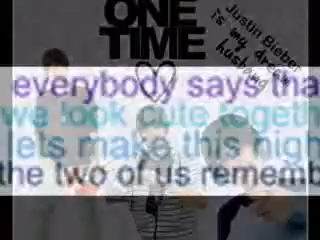 ONE
TIME
Justin Bieber
is my dream
husband
everybody says tha
we look cute togeth
lets make this nigh
the two of us rememb